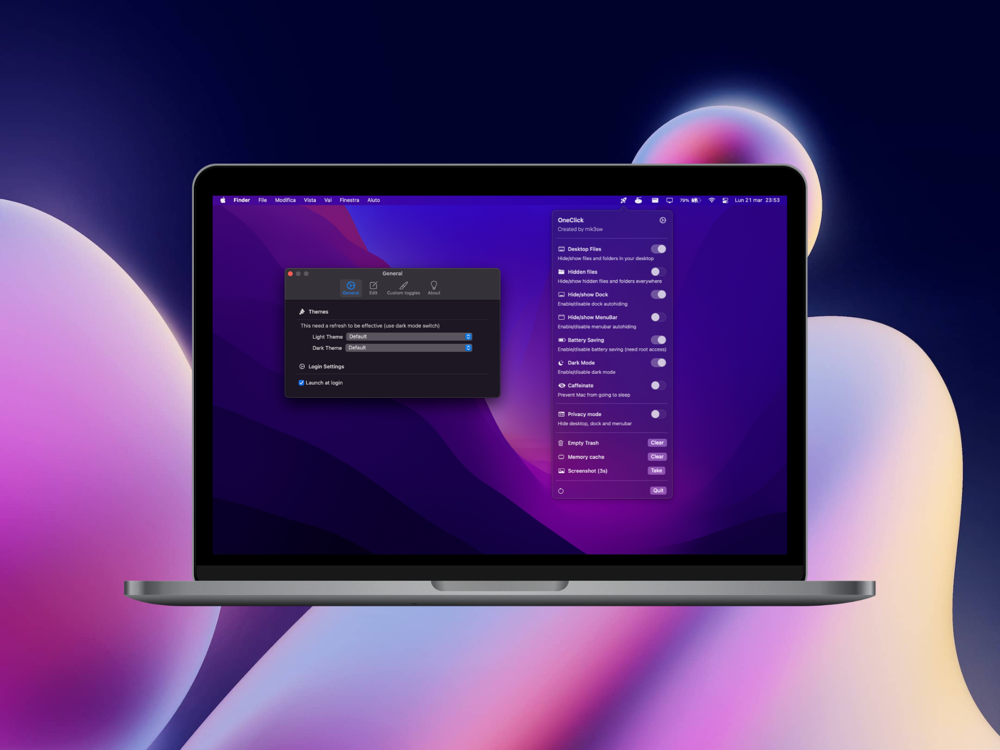 Finder File Modifica Vista Vai Finestra Aiuto 79% Lun 21 mar 23:53
General
General Edit Custom toggles About
Themes
This need a refresh to be effective (use dark mode switch)
Light Theme Default
Dark Theme Default
Login Settings
Launch at login
OneClick
Created by mk3sw
Desktop Files
Hide/show files and folders in your desktop
Hidden files
Hide/show hidden files and folders everywhere
Hide/show Dock
Enable/disable dock autohiding
Hide/show MenuBar
Enable/disable menubar autohiding
Battery Saving
Enable/disable battery saving (need root access)
Dark Mode
Enable/disable dark mode
Caffeinate
Prevent Mac from going to sleep
Privacy mode
Hide desktop, dock and menubar
Empty Trash Clear
Memory cache Clear
Screenshot (3s) Take
Quit